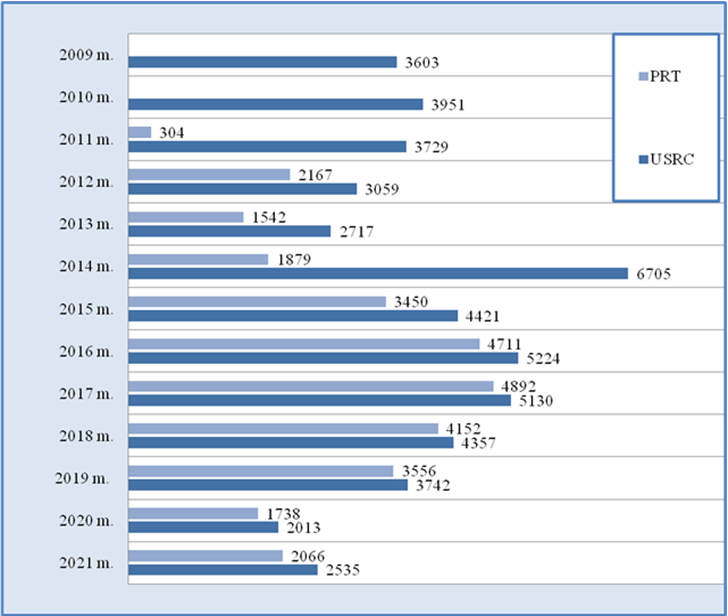 2009 m.
3603
2010 m.
3951
2011 m.
304
3729
2012 m.
2167
3059
2013 m.
1542
2717
2014 m.
1879
6705
2015 m.
3450
4421
2016 m.
4711
5224
2017 m.
4892
5130
2018 m.
4152
4357
2019 m.
3556
3742
2020 m.
1738
2013
2021 m.
2066
2535
PRT
USRC